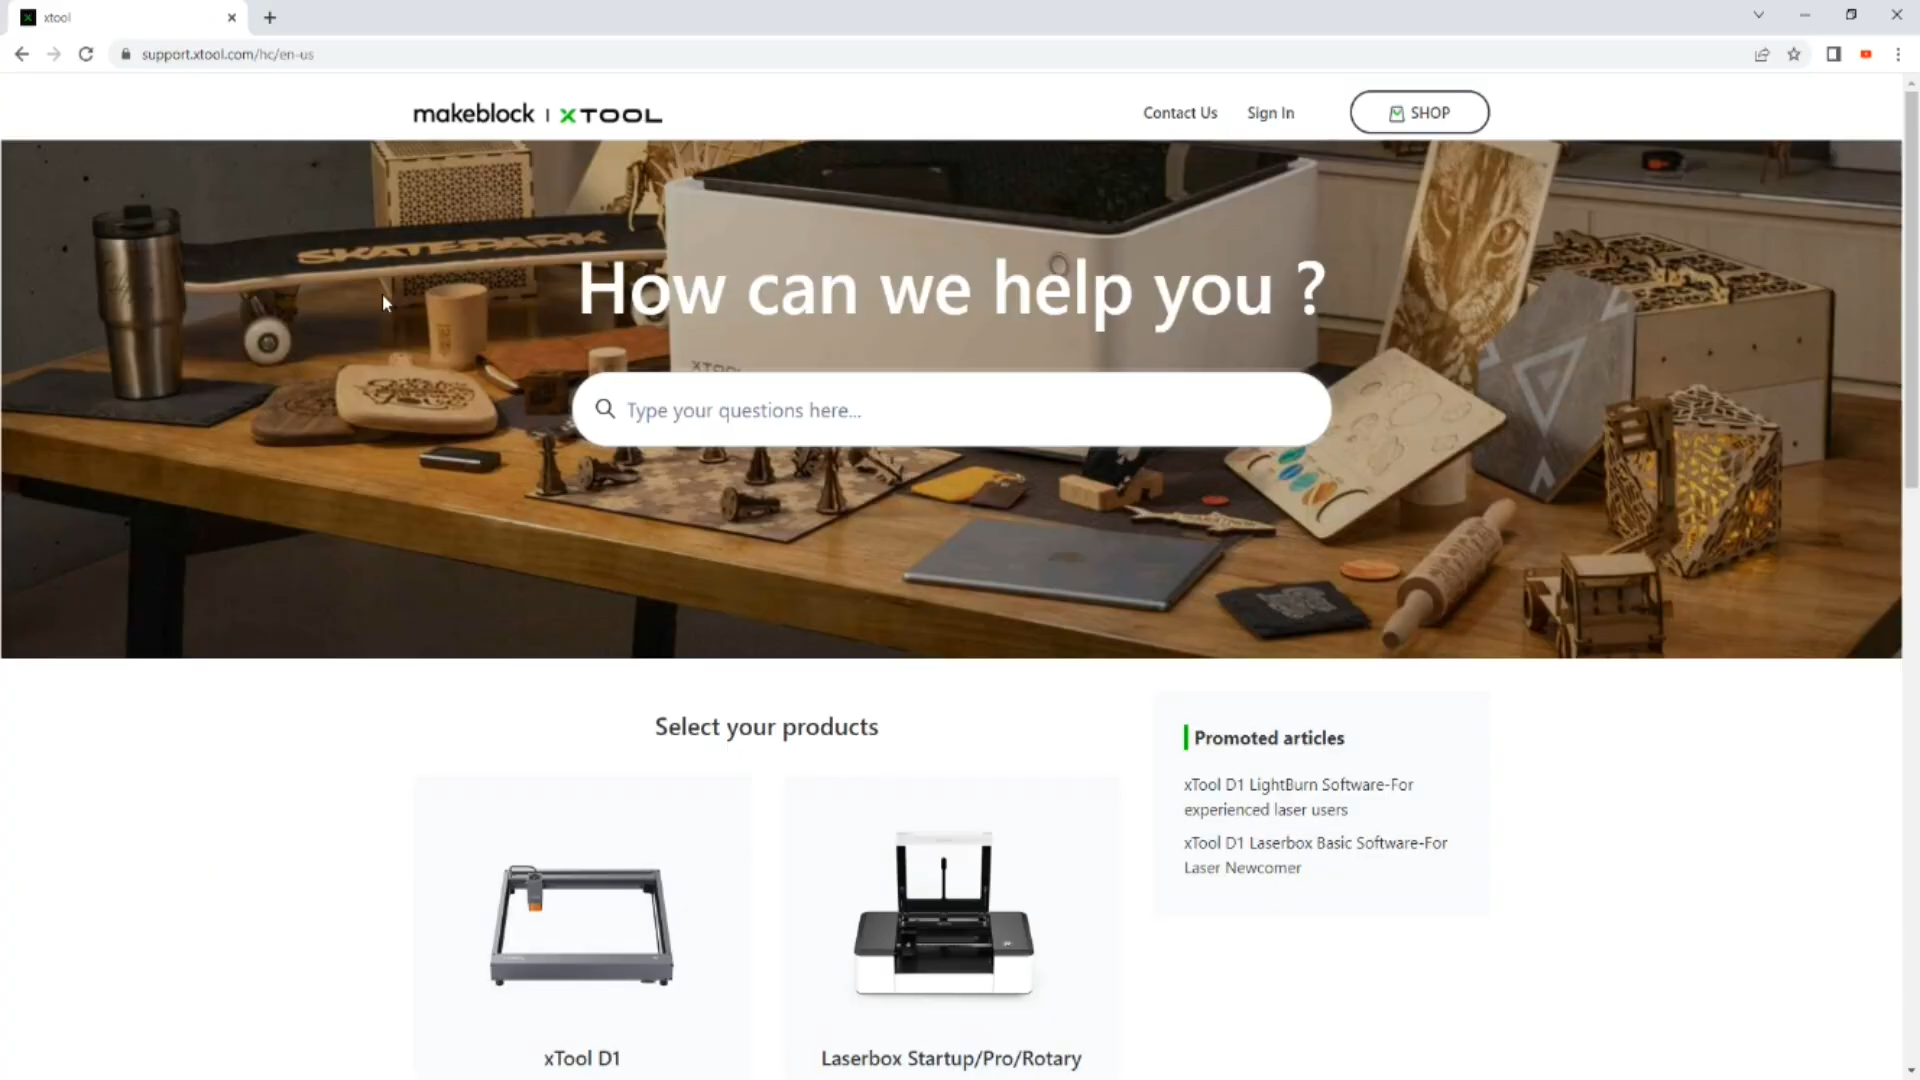 xtool
support.xtool.com/hc/en-us
makeblock | XTOOL
Contact Us
Sign In
SHOP
SKATEPARK
How can we help you ?
XTOOL
Type your questions here...
Select your products
Promoted articles
xTool D1 LightBurn Software-For
experienced laser users
xTool D1 Laserbox Basic Software-For
Laser Newcomer
xTool D1
Laserbox Startup/Pro/Rotary